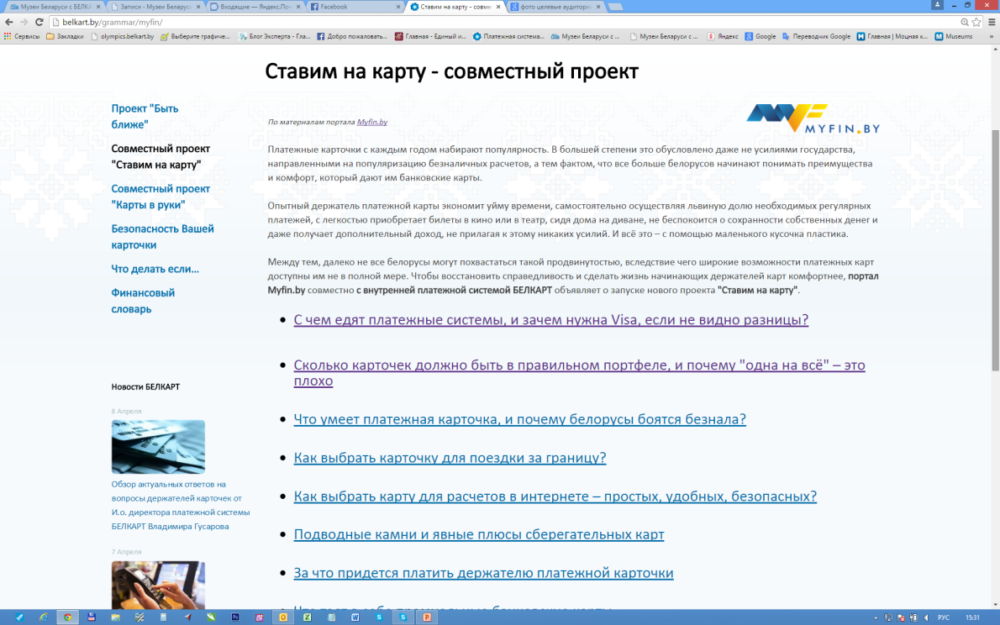 Музеи Беларуси с БЕЛКА
Записи ‹ Музеи Беларусі
Входящие — Яндекс.По
Facebook
Ставим на карту - совме
фото целевые аудитори
belkart.by/grammar/myfin/
Сервисы
Закладки
olympics.belkart.by
Выберите графиче...
Блог Эксперта - Гла...
Добро пожаловать...
Главная - Единый и...
Платежная система...
Музеи Беларуси с ...
Музеи Беларуси с ...
Яндекс
Google
Переводчик Google
Главная | Моцная к...
Museums
»
Ставим на карту - совместный проект
Проект "Быть
ближе"
Совместный проект
"Ставим на карту"
Совместный проект
"Карты в руки"
Безопасность Вашей
карточки
Что делать если...
Финансовый
словарь
По материалам портала Myfin.by
MYFIN.BY
Платежные карточки с каждым годом набирают популярность. В большей степени это обусловлено даже не усилиями государства,
направленными на популяризацию безналичных расчетов, а тем фактом, что все больше белорусов начинают понимать преимущества
и комфорт, который дают им банковские карты.
Опытный держатель платежной карты экономит уйму времени, самостоятельно осуществляя львиную долю необходимых регулярных
платежей, с легкостью приобретает билеты в кино или в театр, сидя дома на диване, не беспокоится о сохранности собственных денег и
даже получает дополнительный доход, не прилагая к этому никаких усилий. И всё это – с помощью маленького кусочка пластика.
Между тем, далеко не все белорусы могут похвастаться такой продвинутостью, вследствие чего широкие возможности платежных карт
доступны им не в полной мере. Чтобы восстановить справедливость и сделать жизнь начинающих держателей карт комфортнее, портал
Myfin.by совместно с внутренней платежной системой БЕЛКАРТ объявляет о запуске нового проекта "Ставим на карту".
• С чем едят платежные системы, и зачем нужна Visa, если не видно разницы?
• Сколько карточек должно быть в правильном портфеле, и почему "одна на всё" – это
плохо
• Что умеет платежная карточка, и почему белорусы боятся безнала?
• Как выбрать карточку для поездки за границу?
• Как выбрать карту для расчетов в интернете – простых, удобных, безопасных?
• Подводные камни и явные плюсы сберегательных карт
• За что придется платить держателю платежной карточки
Новости БЕЛКАРТ
8 Апреля
Обзор актуальных ответов на
вопросы держателей карточек от
И.о. директора платежной системы
БЕЛКАРТ Владимира Гусарова
7 Апреля
РУС
15:31